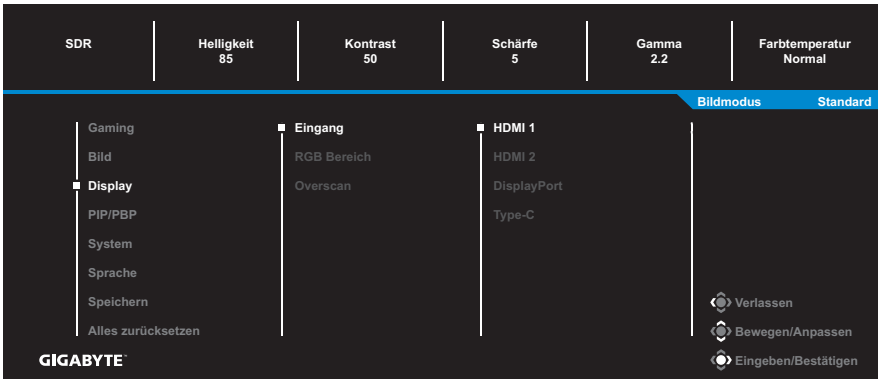 SDR
Helligkeit
85
Kontrast
50
Schärfe
5
Gamma
2.2
Farbtemperatur
Normal
Bildmodus Standard
Gaming
Bild
Display
PIP/PBP
System
Sprache
Speichern
Alles zurücksetzen
Eingang
RGB Bereich
Overscan
HDMI 1
HDMI 2
DisplayPort
Type-C
Verlassen
Bewegen/Anpassen
Eingeben/Bestätigen
GIGABYTE